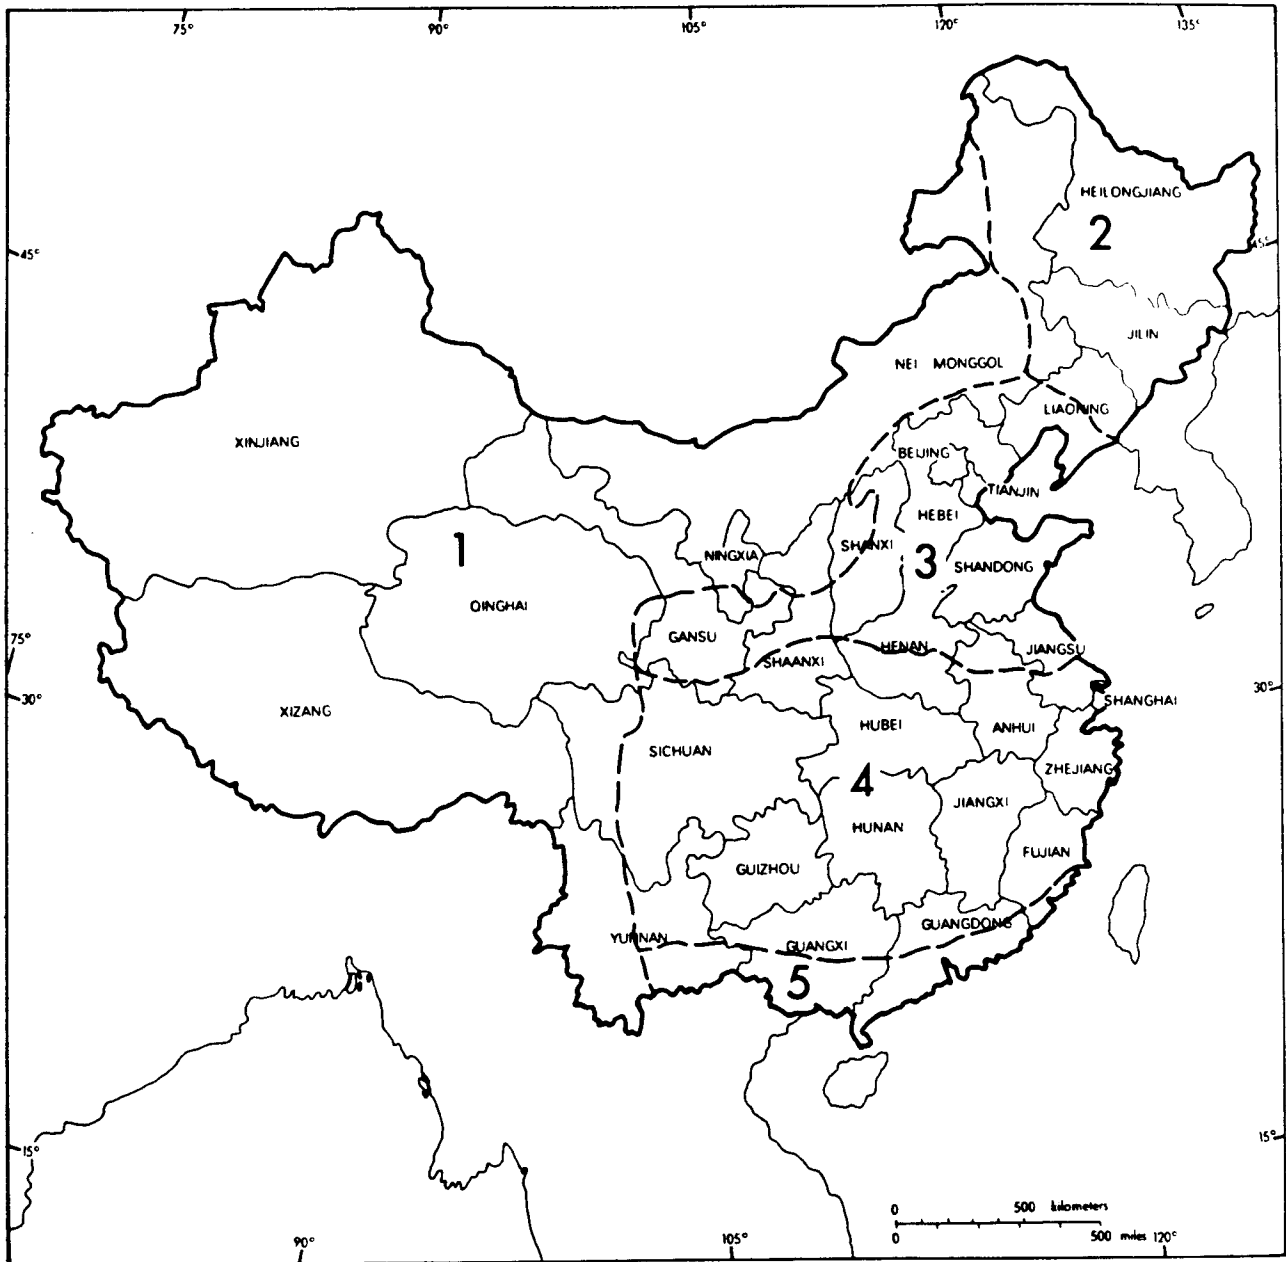 75° 90° 105° 120° 135°
HEILONGJIANG
2
45° 45°
JILIN
NEI MONGGOL
LIAONING
XINJIANG
BEIJING
TIANJIN
HEBEI
1 NINGXIA SHANXI 3 SHANDONG
QINGHAI
75° GANSU HENAN JIANGSU
SHAANXI
30° 30°
XIZANG SHANGHAI
HUBEI ANHUI
SICHUAN
4 ZHEJIANG
JIANGXI
HUNAN
FUJIAN
GUIZHOU
GUANGDONG
YUNNAN GUANGXI
5
15° 15°
0 500 kilometers
0 500 miles
90° 105° 120°